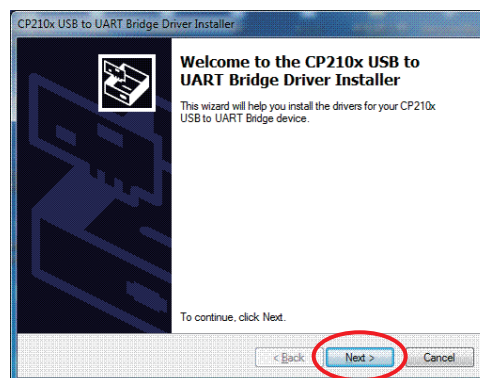 CP210x USB to UART Bridge Driver Installer
Welcome to the CP210x USB to
UART Bridge Driver Installer
This wizard will help you install the drivers for your CP210x
USB to UART Bridge device.
To continue, click Next.
< Back Next > Cancel